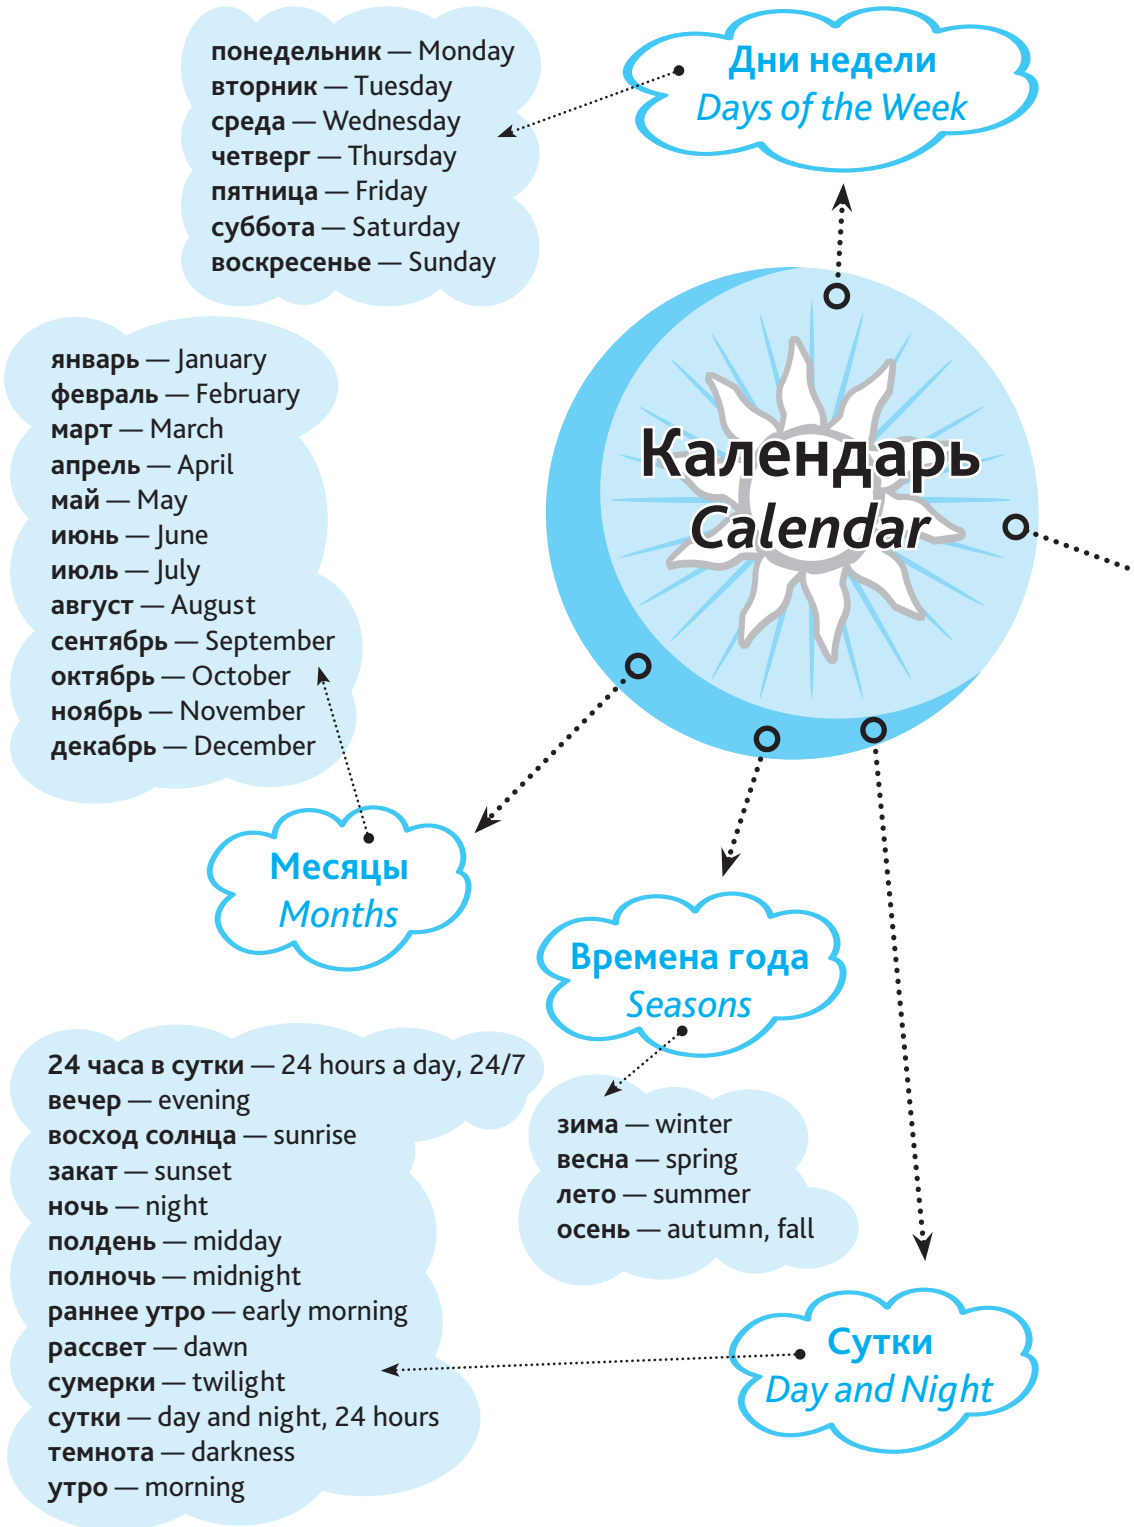 понедельник — Monday
вторник — Tuesday
среда — Wednesday
четверг — Thursday
пятница — Friday
суббота — Saturday
воскресенье — Sunday
Дни недели
Days of the Week
Календарь
Calendar
январь — January
февраль — February
март — March
апрель — April
май — May
июнь — June
июль — July
август — August
сентябрь — September
октябрь — October
ноябрь — November
декабрь — December
Месяцы
Months
Времена года
Seasons
зима — winter
весна — spring
лето — summer
осень — autumn, fall
24 часа в сутки — 24 hours a day, 24/7
вечер — evening
восход солнца — sunrise
закат — sunset
ночь — night
полдень — midday
полночь — midnight
раннее утро — early morning
рассвет — dawn
сумерки — twilight
сутки — day and night, 24 hours
темнота — darkness
утро — morning
Сутки
Day and Night